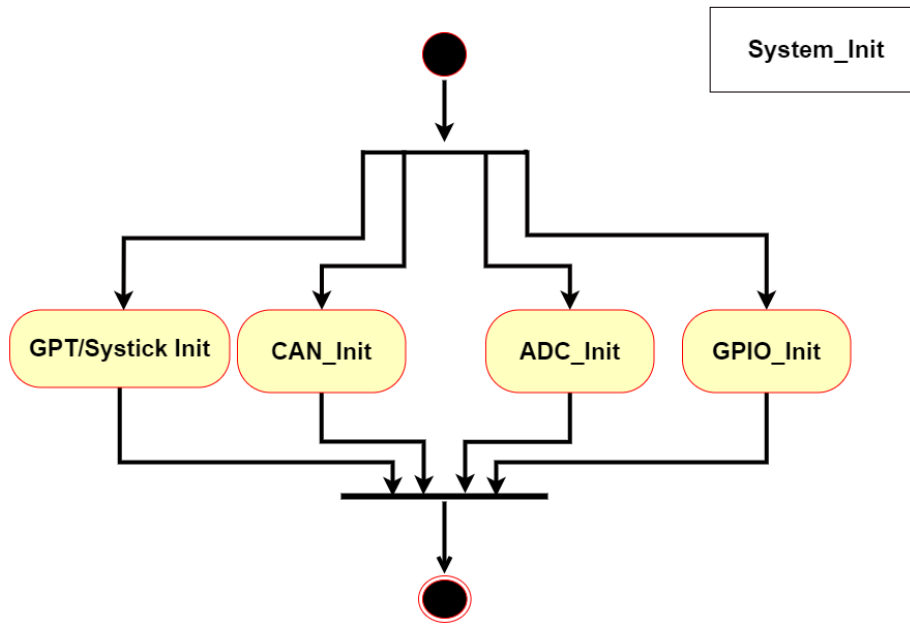 System_Init
GPT/Systick Init
CAN_Init
ADC_Init
GPIO_Init